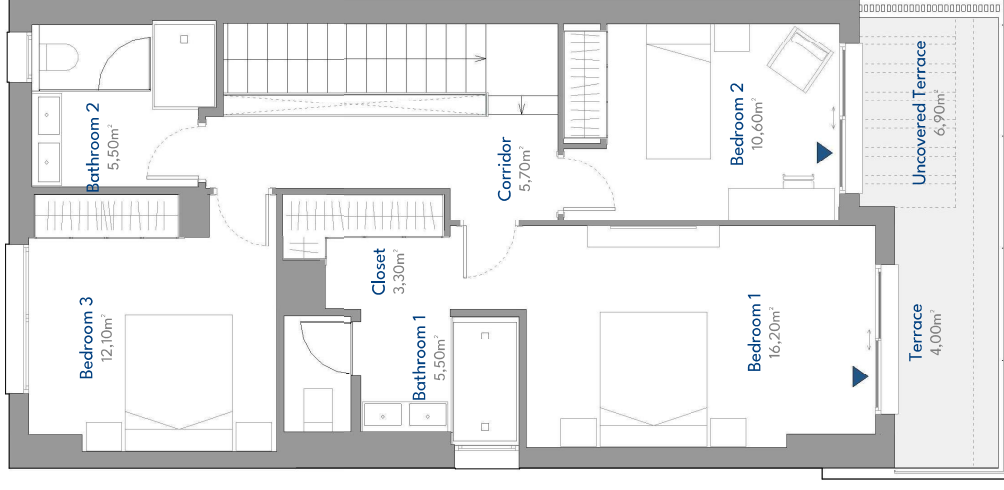 Bathroom 2
5,50m²
Corridor
5,70m²
Bedroom 2
10,60m²
Uncovered Terrace
6,90m²
Bedroom 3
12,10m²
Closet
3,30m²
Bathroom 1
5,50m²
Bedroom 1
16,20m²
Terrace
4,00m²